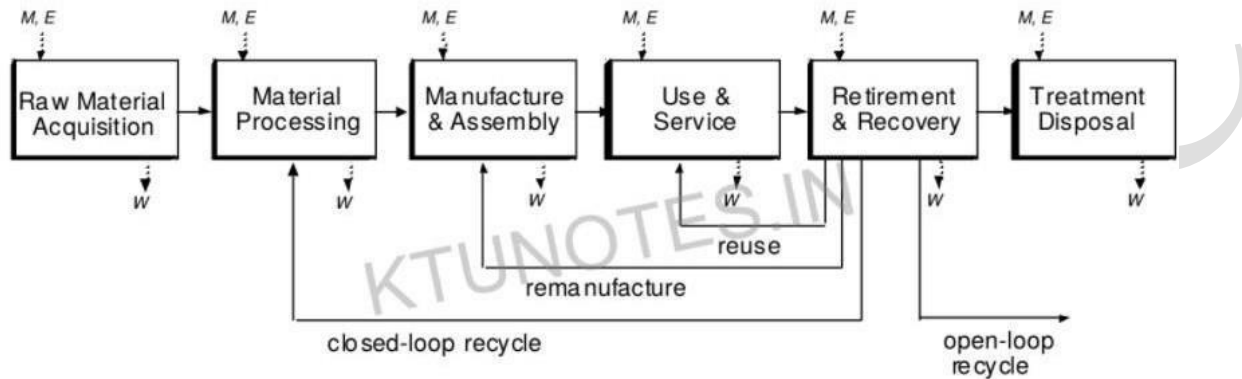 M, E
M, E
M, E
M, E
M, E
M, E
Raw Material
Acquisition
Material
Processing
Manufacture
& Assembly
Use &
Service
Retirement
& Recovery
Treatment
Disposal
W
W
W
W
W
W
reuse
remanufacture
closed-loop recycle
open-loop
recycle
KTUNOTES.IN